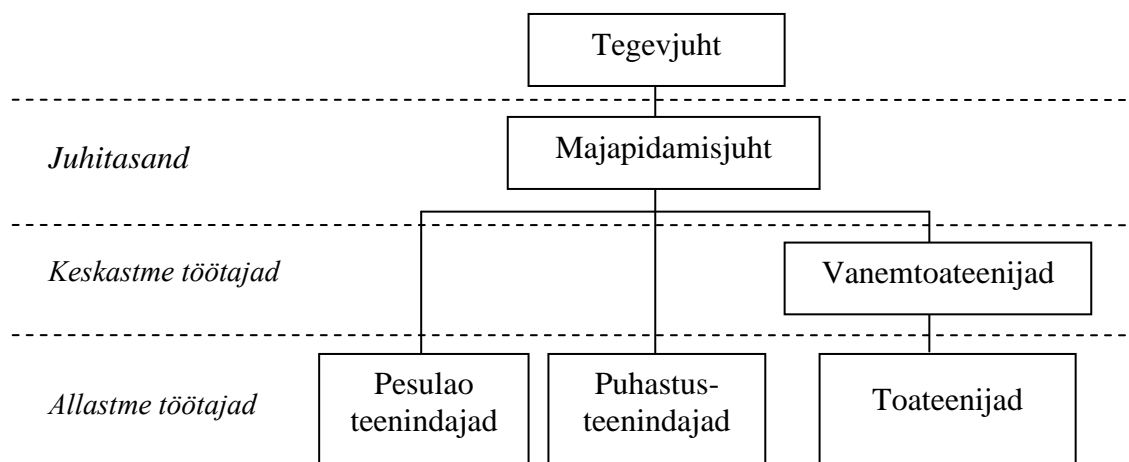 Tegevjuht
Juhitasand
Majapidamisjuht
Keskastme töötajad
Vanemtoateenijad
Allastme töötajad
Pesulao
teenindajad
Puhastus-
teenindajad
Toateenijad